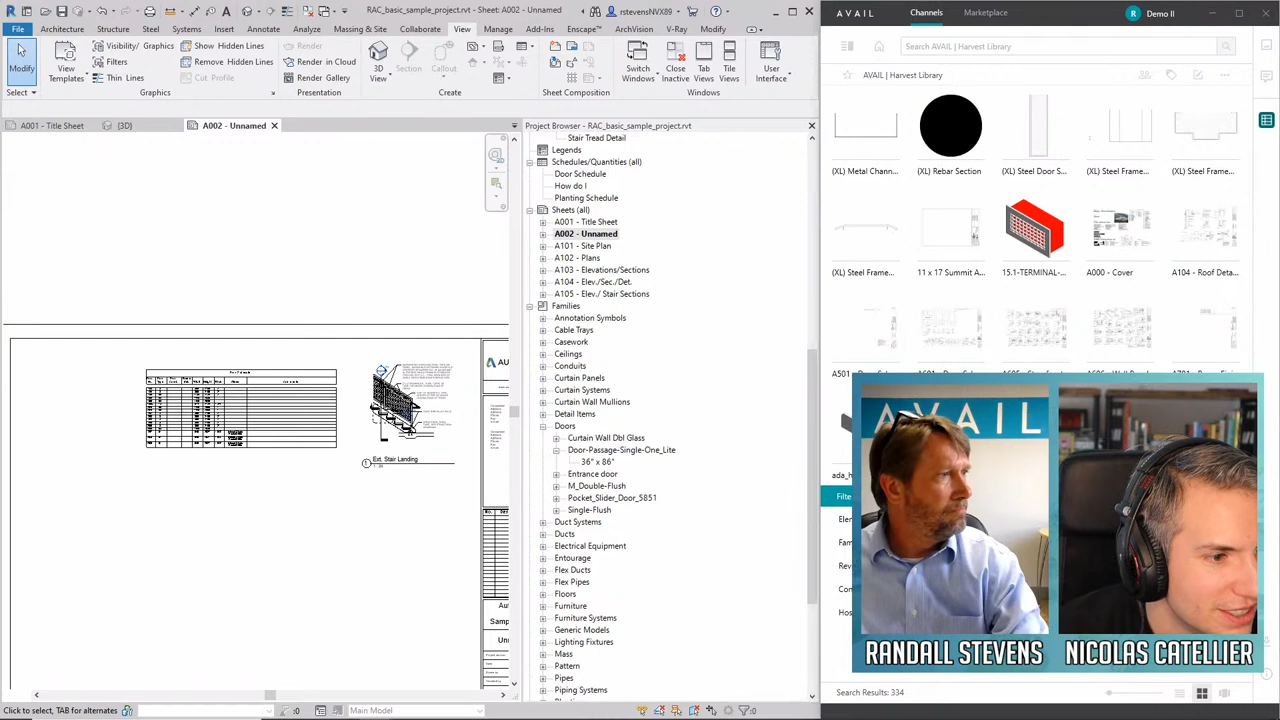 RAC_basic_sample_project.rvt - Sheet: A002 - Unnamed
rstevensNVX89
File
Architecture
Steel
Annotate
Analyze
Massing & Site
Collaborate
View
Manage
Add-Ins
Enscape™
ArchVision
V-Ray
Modify
Modify
Select
View
Templates
Visibility/ Graphics
Filters
Thin Lines
Show Hidden Lines
Remove Hidden Lines
Cut Profile
Graphics
Render
Render in Cloud
Render Gallery
Presentation
3D
View
Section
Callout
Create
Sheet Composition
Switch
Windows
Close
Inactive
Tab
Views
Tile
Views
Windows
User
Interface
A001 - Title Sheet
{3D}
A002 - Unnamed
Project Browser - RAC_basic_sample_project.rvt
Stair Tread Detail
Legends
Schedules/Quantities (all)
Door Schedule
How do I
Planting Schedule
Sheets (all)
A001 - Title Sheet
A002 - Unnamed
A101 - Site Plan
A102 - Plans
A103 - Elevations/Sections
A104 - Elev./Sec./Det.
A105 - Elev./ Stair Sections
Families
Annotation Symbols
Cable Trays
Casework
Ceilings
Conduits
Curtain Panels
Curtain Systems
Curtain Wall Mullions
Detail Items
Doors
Curtain Wall Dbl Glass
Door-Passage-Single-One_Lite
36" x 86"
Entrance door
M_Double-Flush
Pocket_Slider_Door_5851
Single-Flush
Duct Systems
Ducts
Electrical Equipment
Flex Ducts
Flex Pipes
Floors
Furniture
Furniture Systems
Generic Models
Lighting Fixtures
Mass
Pattern
Pipes
Piping Systems
Ext. Stair Landing
Click to select, TAB for alternates
:0
Main Model
:0
AVAIL
Channels
Marketplace
R
Demo II
Search AVAIL | Harvest Library
AVAIL | Harvest Library
(XL) Metal Chann...
(XL) Rebar Section
(XL) Steel Door S...
(XL) Steel Frame...
(XL) Steel Frame...
(XL) Steel Frame...
11 x 17 Summit A...
15.1-TERMINAL-...
A000 - Cover
A104 - Roof Deta...
AVAIL
RANDALL STEVENS
NICOLAS CATELLIER
Search Results: 334